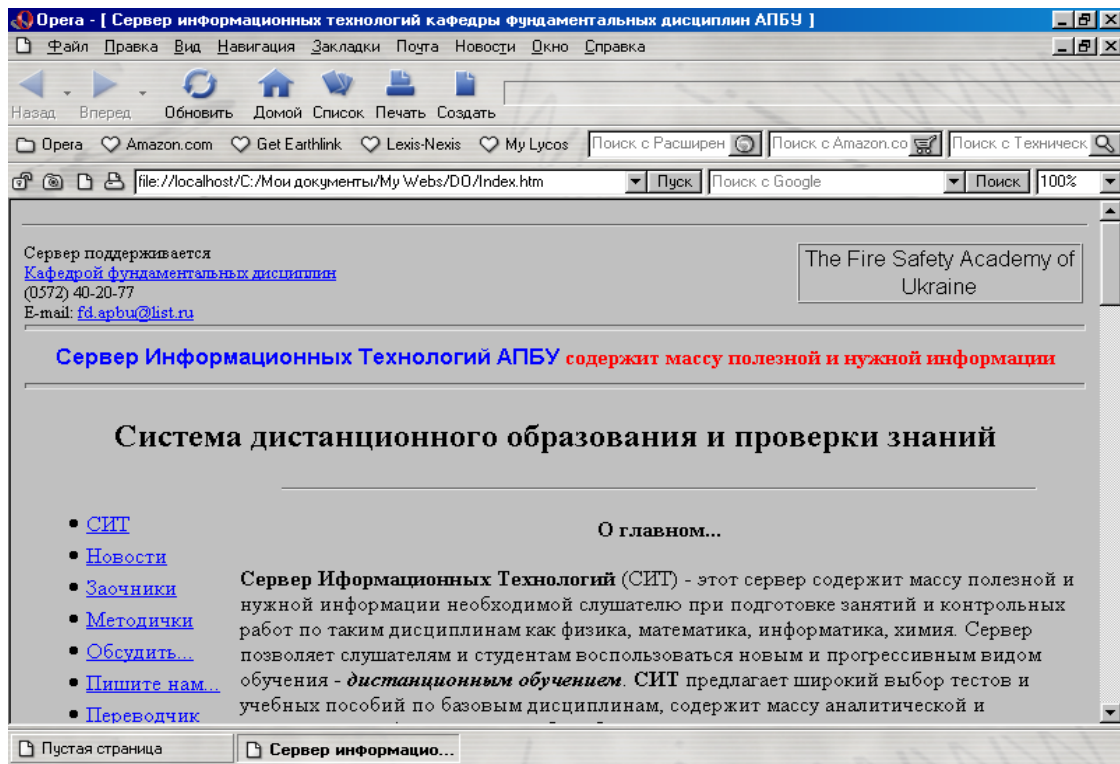 Opera - [ Сервер информационных технологий кафедры фундаментальных дисциплин АПБУ ]
Файл Правка Вид Навигация Закладки Почта Новости Окно Справка
Назад Вперед Обновить Домой Список Печать Создать
Opera Amazon.com Get Earthlink Lexis-Nexis My Lycos Поиск с Расширен Поиск с Amazon.co Поиск с Техническ
file://localhost/C:/Мои документы/My Webs/DO/Index.htm Пуск Поиск с Google Поиск 100%
Сервер поддерживается
Кафедрой фундаментальных дисциплин
(0572) 40-20-77
E-mail: fd.apbu@list.ru
The Fire Safety Academy of
Ukraine
Сервер Информационных Технологий АПБУ содержит массу полезной и нужной информации
Система дистанционного образования и проверки знаний
СИТ
Новости
Заочники
Методички
Обсудить...
Пишите нам...
Переводчик
О главном...
Сервер Иформационных Технологий (СИТ) - этот сервер содержит массу полезной и
нужной информации необходимой слушателю при подготовке занятий и контрольных
работ по таким дисциплинам как физика, математика, информатика, химия. Сервер
позволяет слушателям и студентам воспользоваться новым и прогрессивным видом
обучения - дистанционным обучением. СИТ предлагает широкий выбор тестов и
учебных пособий по базовым дисциплинам, содержит массу аналитической и
Пустая страница
Сервер информацио...